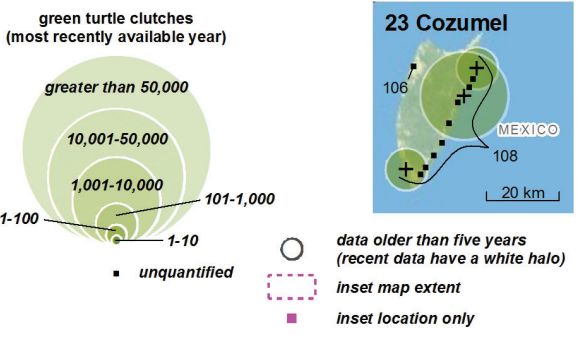 green turtle clutches
(most recently available year)
greater than 50,000
10,001-50,000
1,001-10,000
101-1,000
1-100
1-10
unquantified
23 Cozumel
106
MEXICO
108
20 km
data older than five years
(recent data have a white halo)
inset map extent
inset location only